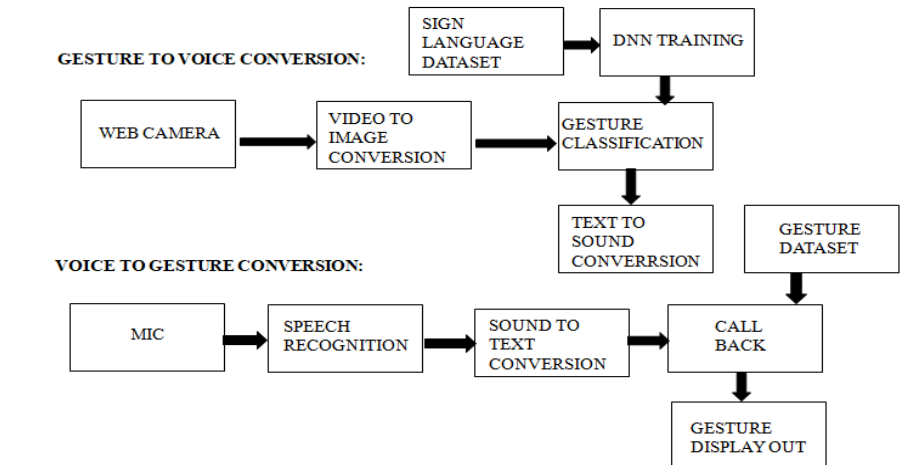 SIGN
LANGUAGE
DATASET
DNN TRAINING
GESTURE TO VOICE CONVERSION:
WEB CAMERA
VIDEO TO
IMAGE
CONVERSION
GESTURE
CLASSIFICATION
TEXT TO
SOUND
CONVERRSION
GESTURE
DATASET
VOICE TO GESTURE CONVERSION:
MIC
SPEECH
RECOGNITION
SOUND TO
TEXT
CONVERSION
CALL
BACK
GESTURE
DISPLAY OUT